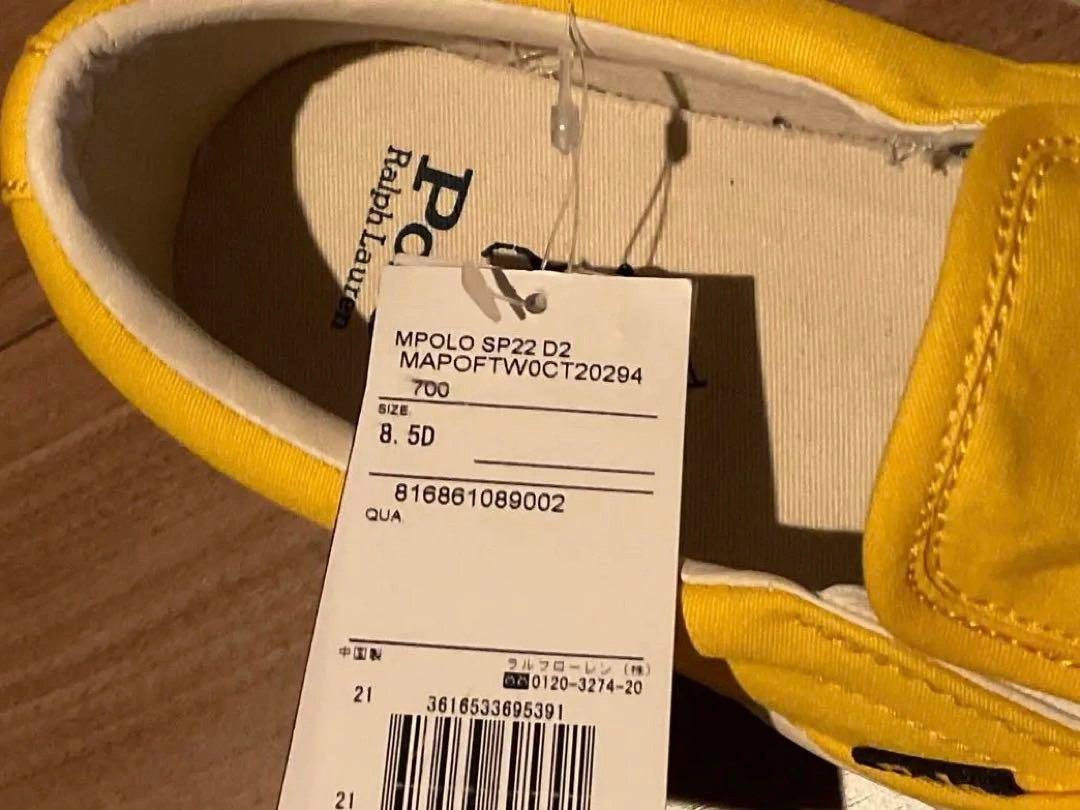 Po
Ralph Lauren
MPOLO SP22 D2
MAPOFTW0CT20294
700
SIZE
8. 5D
816861089002
QUA
中国製
ラルフローレン（株）
0120-3274-20
21
3616533695391
21